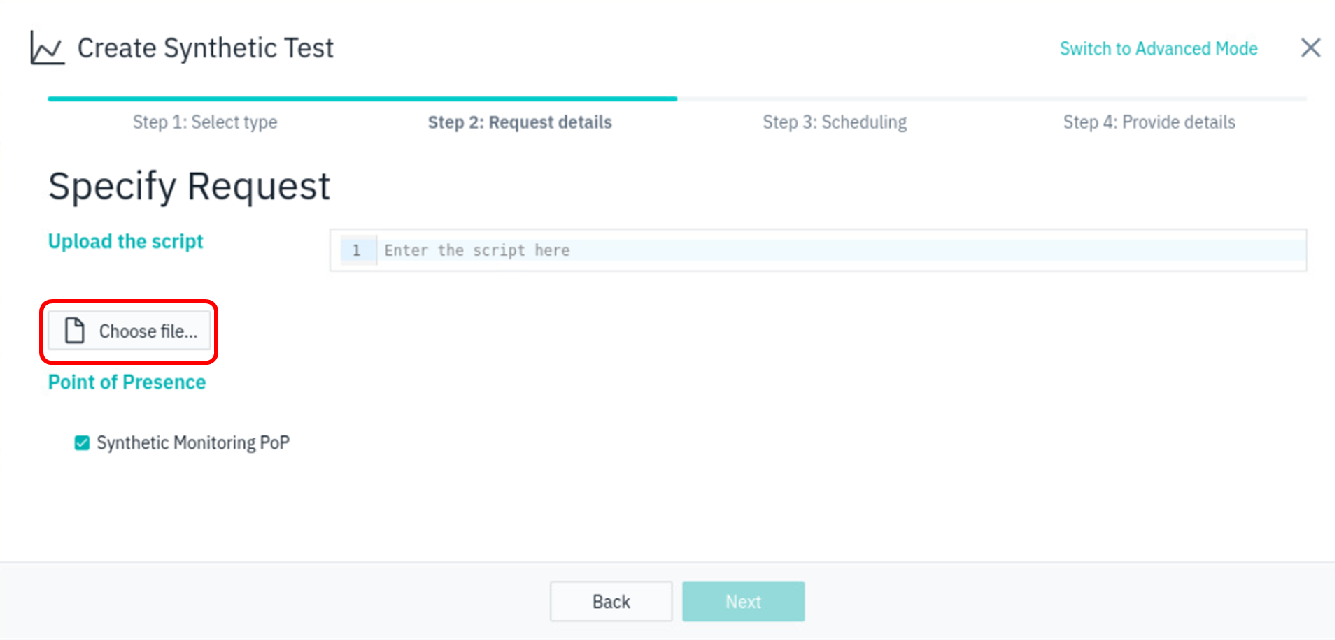 Create Synthetic Test
Switch to Advanced Mode
Step 1: Select type
Step 2: Request details
Step 3: Scheduling
Step 4: Provide details
Specify Request
Upload the script
1 Enter the script here
Choose file...
Point of Presence
Synthetic Monitoring PoP
Back
Next